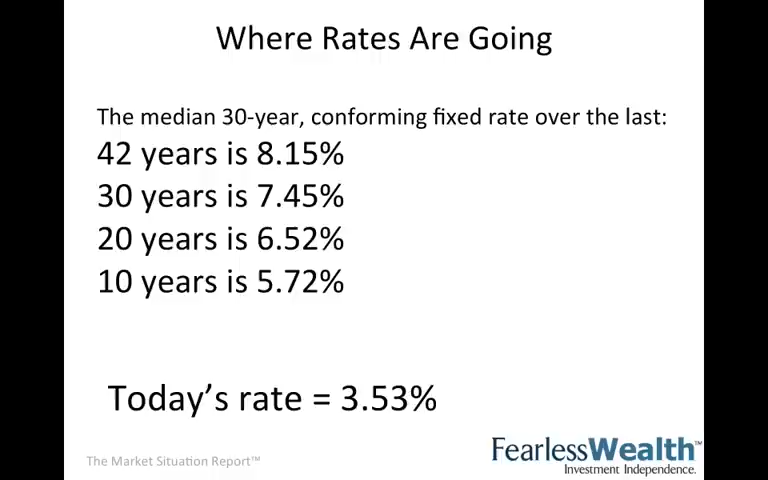 Where Rates Are Going
The median 30-year, conforming fixed rate over the last:
42 years is 8.15%
30 years is 7.45%
20 years is 6.52%
10 years is 5.72%
Today’s rate = 3.53%
The Market Situation Report™
FearlessWealth™
Investment Independence.